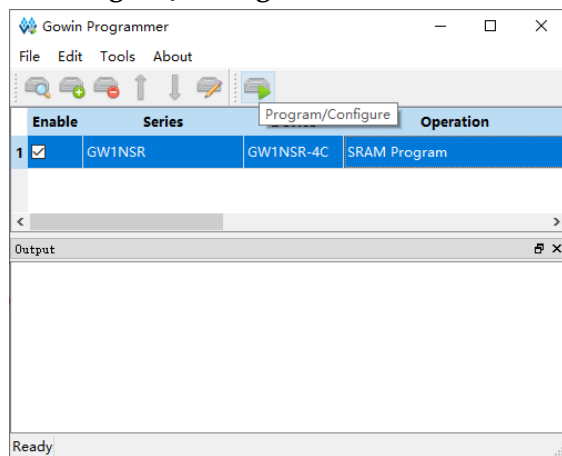 Gowin Programmer
File Edit Tools About
Program/Configure
Enable Series Operation
1 GW1NSR GW1NSR-4C SRAM Program
Output
Ready